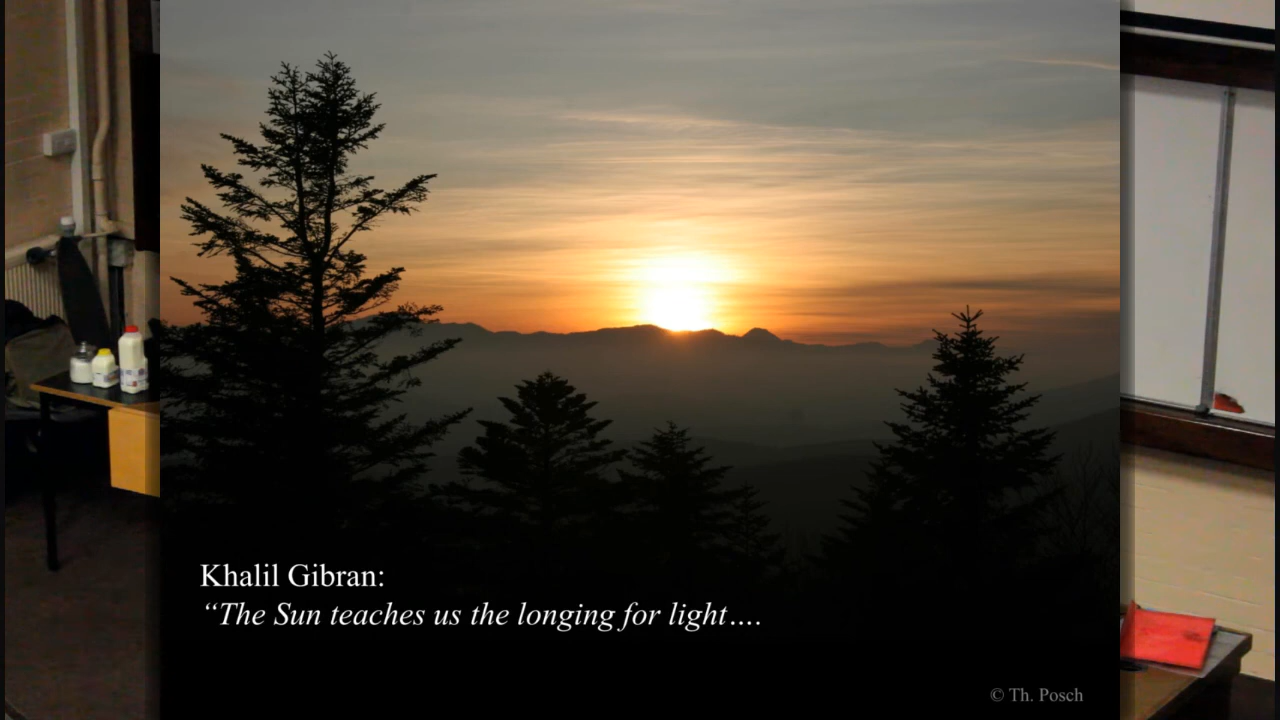 Khalil Gibran:
“The Sun teaches us the longing for light….
© Th. Posch